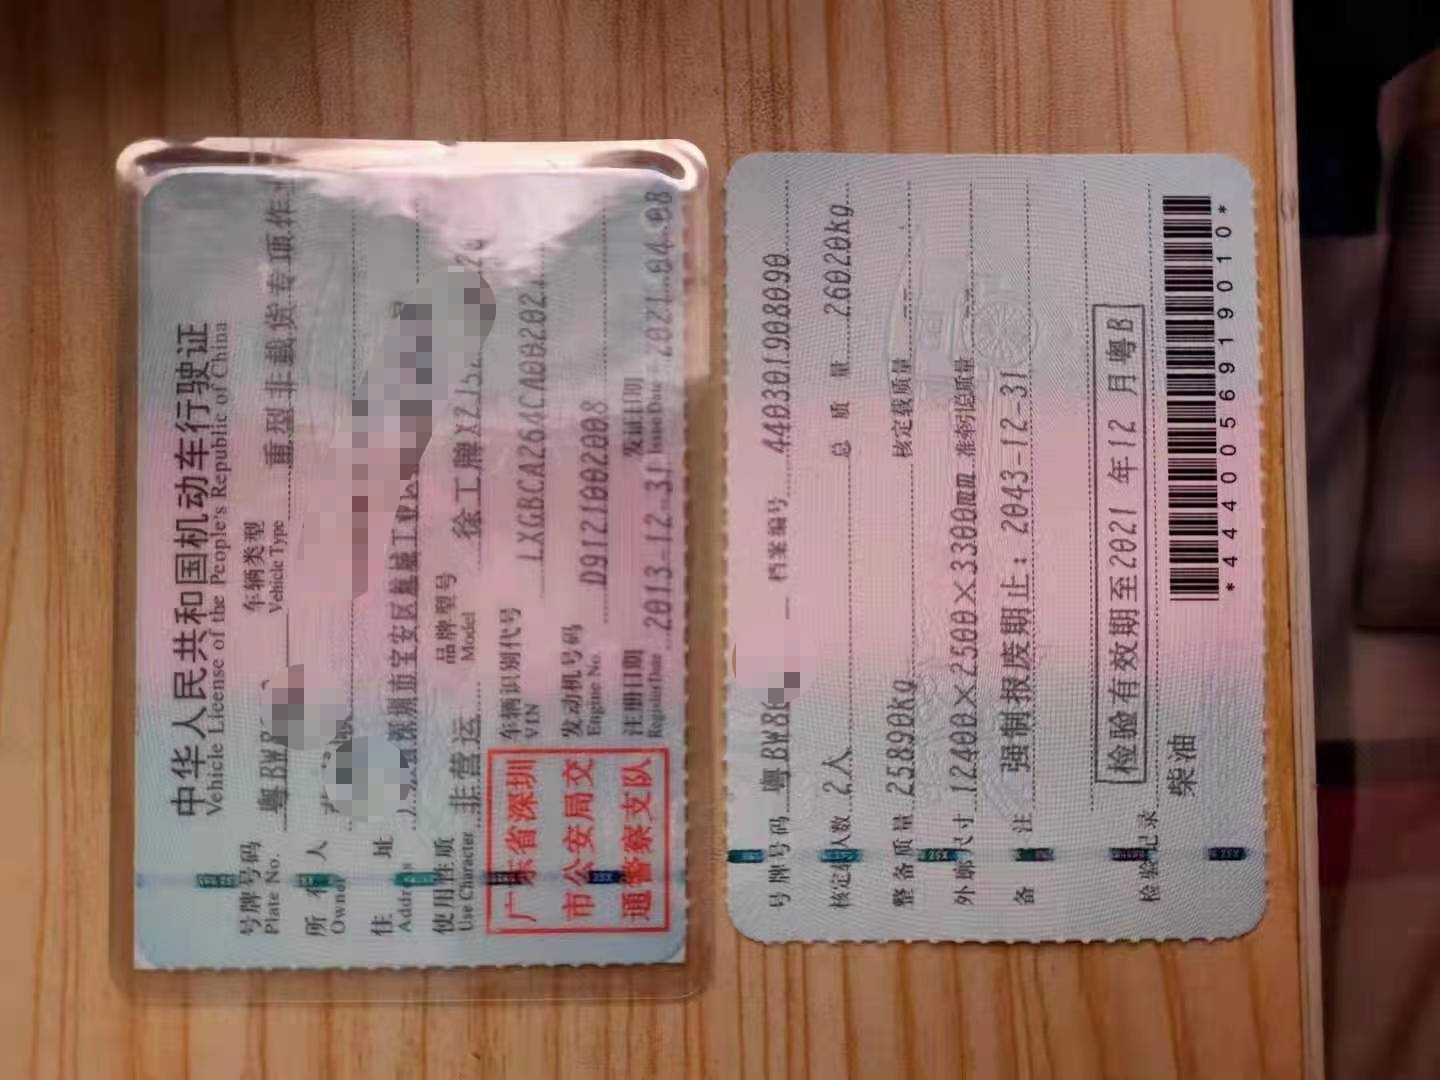 中华人民共和国机动车行驶证
Vehicle License of the People's Republic of China
号牌号码 粤BW 车辆类型 重型非载货专项作
Plate No. Vehicle Type
所有人
Owner
住址 省深圳市宝安区 工业 号
Address
使用性质 非营运 品牌型号 徐工牌XZJ5
Use Character Model
广东省深圳
市公安局交
通警察支队
车辆识别代号 LXGBCA264CA00202
VIN
发动机号码 D9121002008
Engine No.
注册日期 2013-12-31 发证日期 2021-04-08
Register Date Issue Date
号牌号码 粤BW8 档案编号 440301908090
核定载人数 2人 总质量 26020kg
整备质量 25890kg 核定载质量
外廓尺寸 12400×2500×3300mm 准牵引总质量
备注 强制报废期止：2043-12-31
检验有效期至2021年12月粤B
检验记录
柴油
*4440056919010*